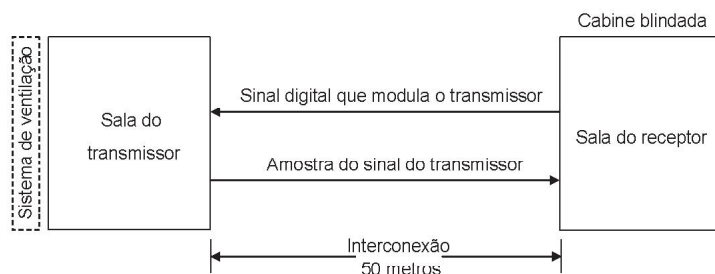 Cabine blindada
Sistema de ventilação
Sala do
transmissor
Sinal digital que modula o transmissor
Amostra do sinal do transmissor
Sala do receptor
Interconexão
50 metros